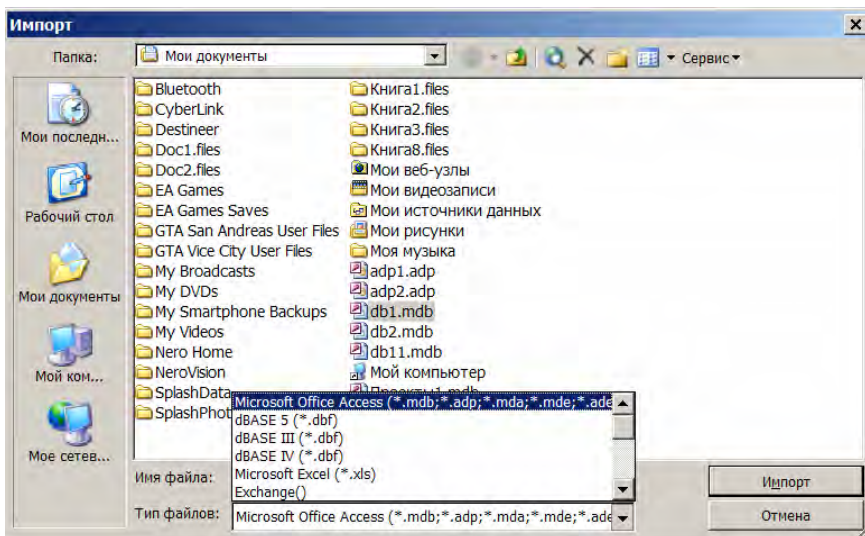 Импорт
Папка:
Мои документы
Сервис
Мои последн...
Рабочий стол
Мои документы
Мой ком...
Мое сетев...
Bluetooth
CyberLink
Destineer
Doc1.files
Doc2.files
EA Games
EA Games Saves
GTA San Andreas User Files
GTA Vice City User Files
My Broadcasts
My DVDs
My Smartphone Backups
My Videos
Nero Home
NeroVision
SplashData
SplashPhot
Книга1.files
Книга2.files
Книга3.files
Книга8.files
Мои веб-узлы
Мои видеозаписи
Мои источники данных
Мои рисунки
Моя музыка
adp1.adp
adp2.adp
db1.mdb
db2.mdb
db11.mdb
Мой компьютер
Проекты1.mdb
Microsoft Office Access (*.mdb;*.adp;*.mda;*.mde;*.ade
dBASE 5 (*.dbf)
dBASE III (*.dbf)
dBASE IV (*.dbf)
Microsoft Excel (*.xls)
Exchange()
Имя файла:
Импорт
Тип файлов:
Microsoft Office Access (*.mdb;*.adp;*.mda;*.mde;*.ade
Отмена